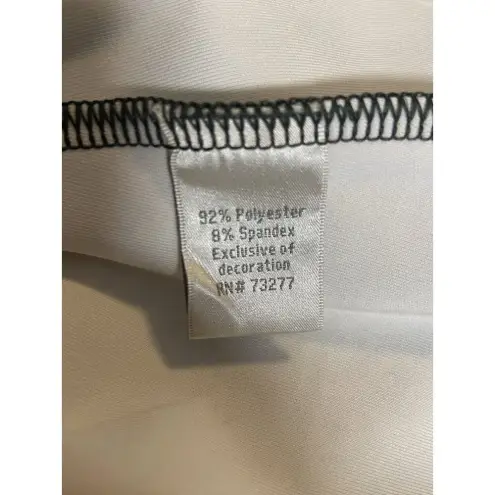 92% Polyester
8% Spandex
Exclusive of
decoration
RN# 73277